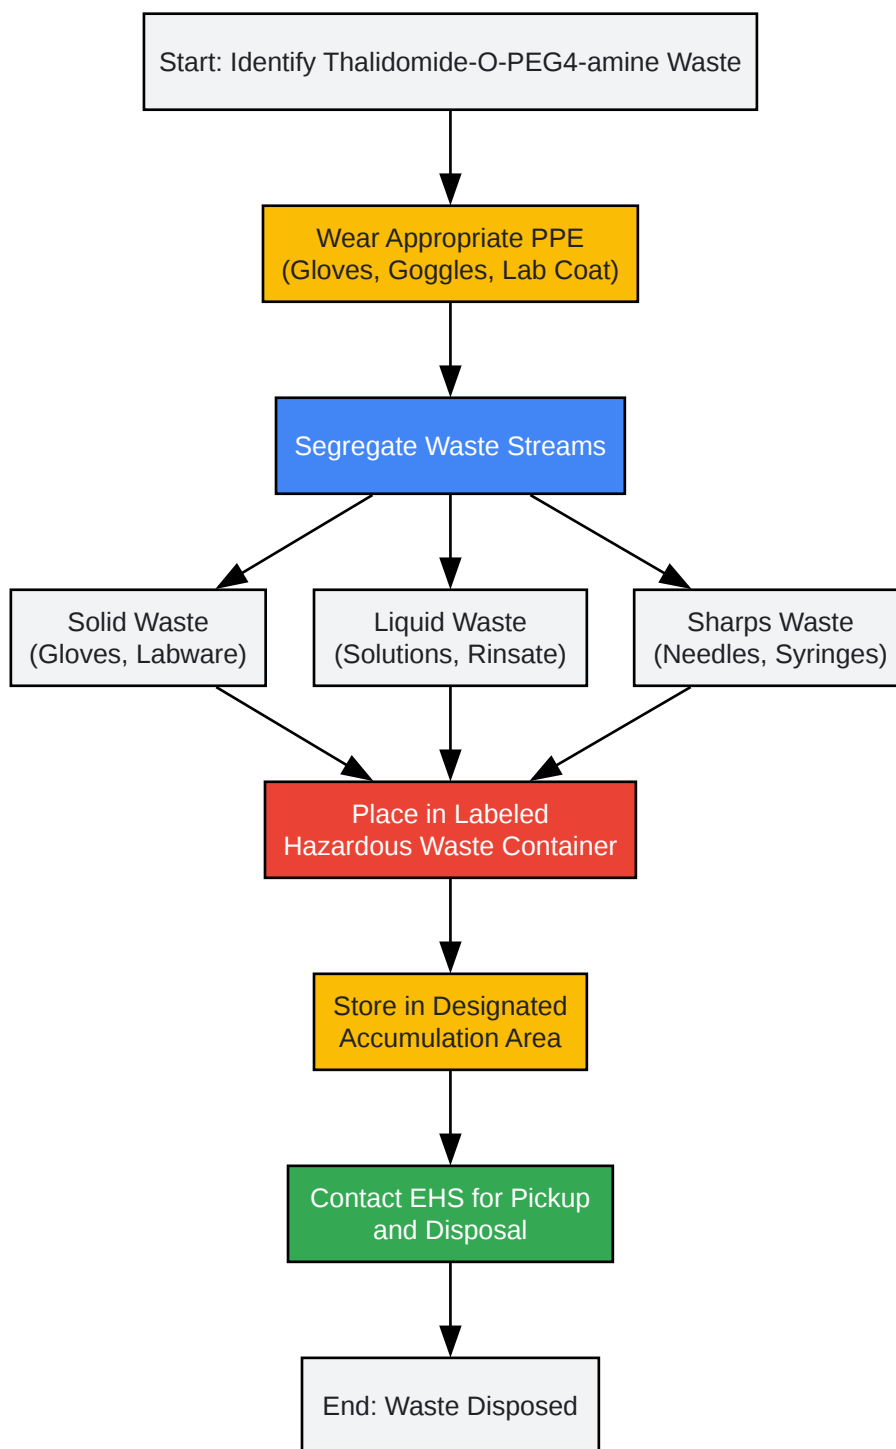 Start: Identify Thalidomide-O-PEG4-amine Waste
Wear Appropriate PPE
(Gloves, Goggles, Lab Coat)
Segregate Waste Streams
Solid Waste
(Gloves, Labware)
Liquid Waste
(Solutions, Rinsate)
Sharps Waste
(Needles, Syringes)
Place in Labeled
Hazardous Waste Container
Store in Designated
Accumulation Area
Contact EHS for Pickup
and Disposal
End: Waste Disposed